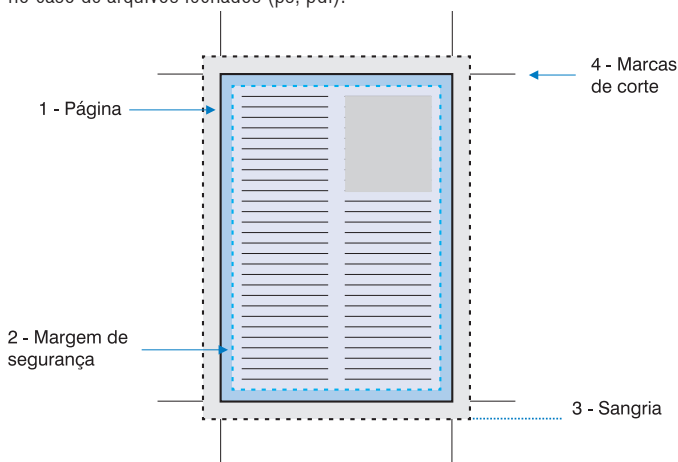 no caso de arquivos fechados (ps, pdf).
4 - Marcas
de corte
1 - Página
2 - Margem de
segurança
3 - Sangria